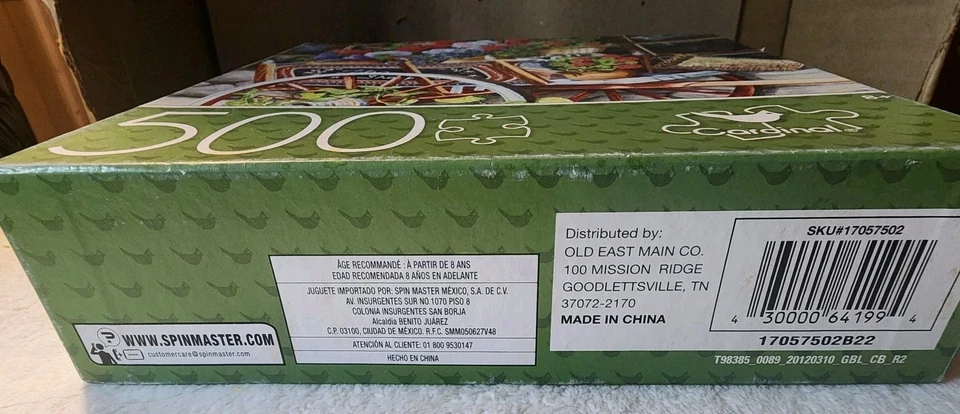 500
Cardinal
ÂGE RECOMMANDÉ : À PARTIR DE 8 ANS
EDAD RECOMENDADA 8 AÑOS EN ADELANTE
JUGUETE IMPORTADO POR: SPIN MASTER MÉXICO, S.A. DE C.V.
AV. INSURGENTES SUR NO.1070 PISO 8
COLONIA INSURGENTES SAN BORJA
Alcaldía BENITO JUÁREZ
C.P. 03100, CIUDAD DE MÉXICO. R.F.C. SMM050627V48
ATENCIÓN AL CLIENTE: 01 800 9530147
HECHO EN CHINA
WWW.SPINMASTER.COM
customercare@spinmaster.com
Distributed by:
OLD EAST MAIN CO.
100 MISSION RIDGE
GOODLETTSVILLE, TN
37072-2170
MADE IN CHINA
SKU#17057502
4 30000 64199 4
17057502B22
T98385_0089_20120310_GBL_CB_R2